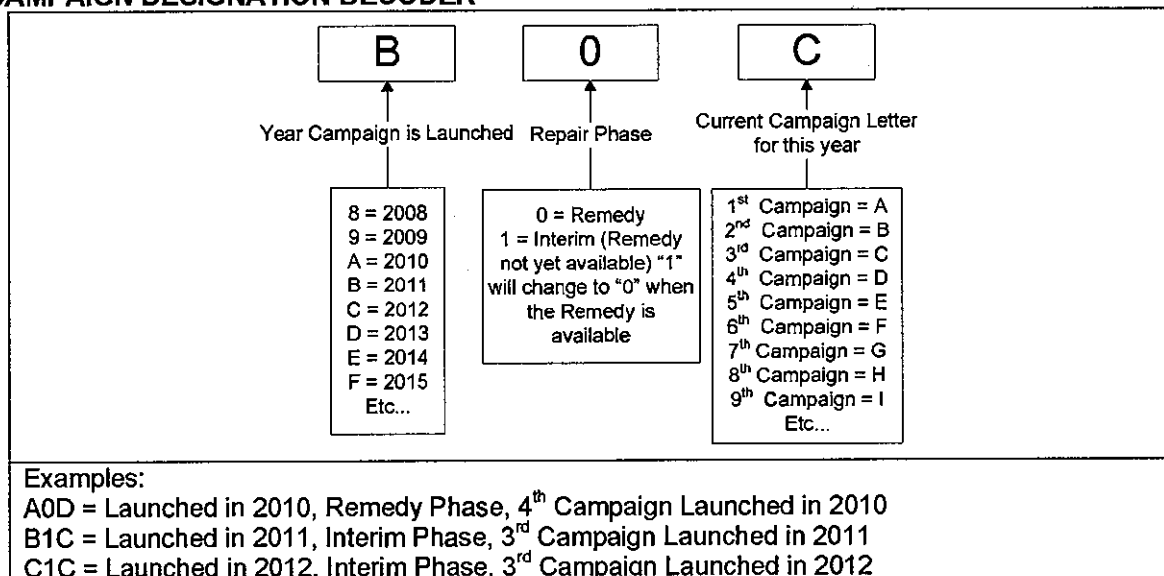 CAMPAIGN DESIGNATION DECODER
B 0 C
Year Campaign is Launched
Repair Phase
Current Campaign Letter
for this year
8 = 2008
9 = 2009
A = 2010
B = 2011
C = 2012
D = 2013
E = 2014
F = 2015
Etc...
0 = Remedy
1 = Interim (Remedy
not yet available) "1"
will change to "0" when
the Remedy is
available
1st Campaign = A
2nd Campaign = B
3rd Campaign = C
4th Campaign = D
5th Campaign = E
6th Campaign = F
7th Campaign = G
8th Campaign = H
9th Campaign = I
Etc...
Examples:
A0D = Launched in 2010, Remedy Phase, 4th Campaign Launched in 2010
B1C = Launched in 2011, Interim Phase, 3rd Campaign Launched in 2011
C1C = Launched in 2012, Interim Phase, 3rd Campaign Launched in 2012